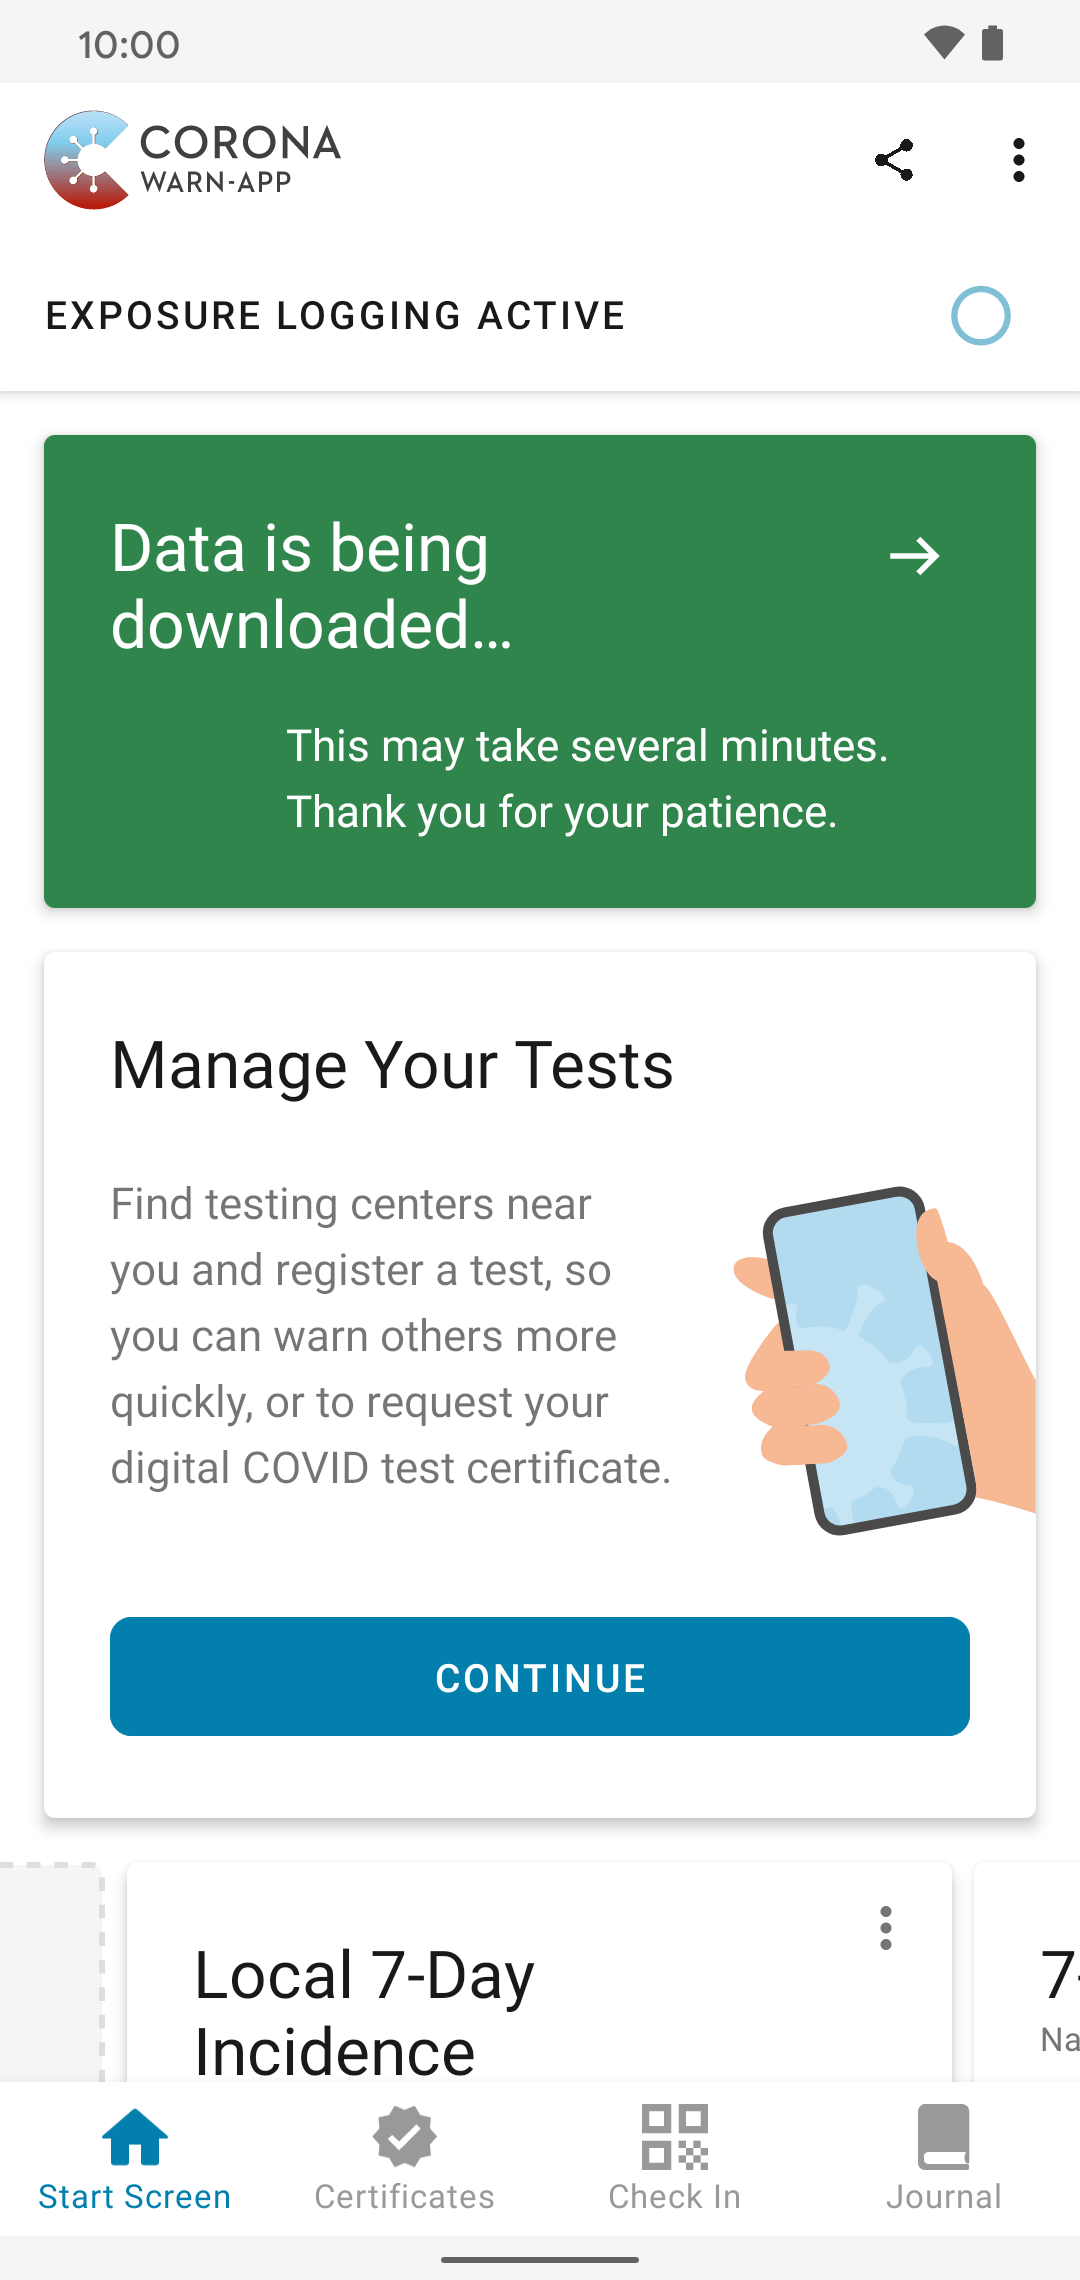 10:00
CORONA
WARN-APP
EXPOSURE LOGGING ACTIVE
Data is being
downloaded…
This may take several minutes.
Thank you for your patience.
Manage Your Tests
Find testing centers near
you and register a test, so
you can warn others more
quickly, or to request your
digital COVID test certificate.
CONTINUE
Local 7-Day
Incidence
7-
Na
Start Screen
Certificates
Check In
Journal